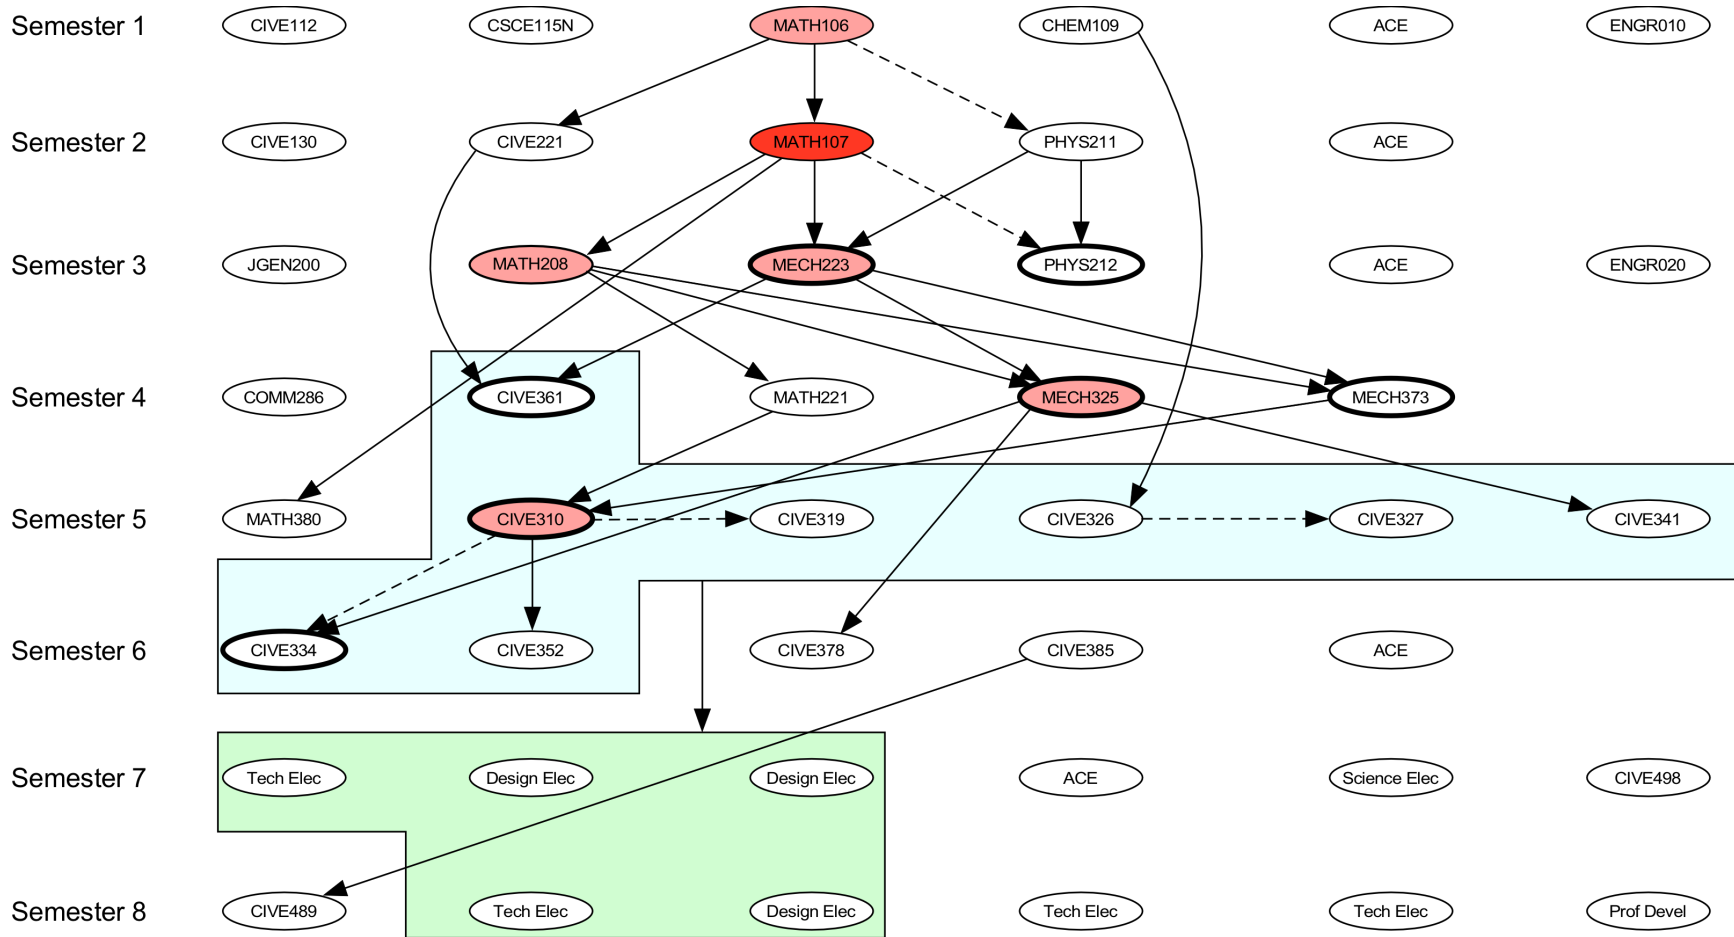 Semester 1 CIVE112 CSCE115N MATH106 CHEM109 ACE ENGR010
Semester 2 CIVE130 CIVE221 MATH107 PHYS211 ACE
Semester 3 JGEN200 MATH208 MECH223 PHYS212 ACE ENGR020
Semester 4 COMM286 CIVE361 MATH221 MECH325 MECH373
Semester 5 MATH380 CIVE310 CIVE319 CIVE326 CIVE327 CIVE341
Semester 6 CIVE334 CIVE352 CIVE378 CIVE385 ACE
Semester 7 Tech Elec Design Elec Design Elec ACE Science Elec CIVE498
Semester 8 CIVE489 Tech Elec Design Elec Tech Elec Tech Elec Prof Devel